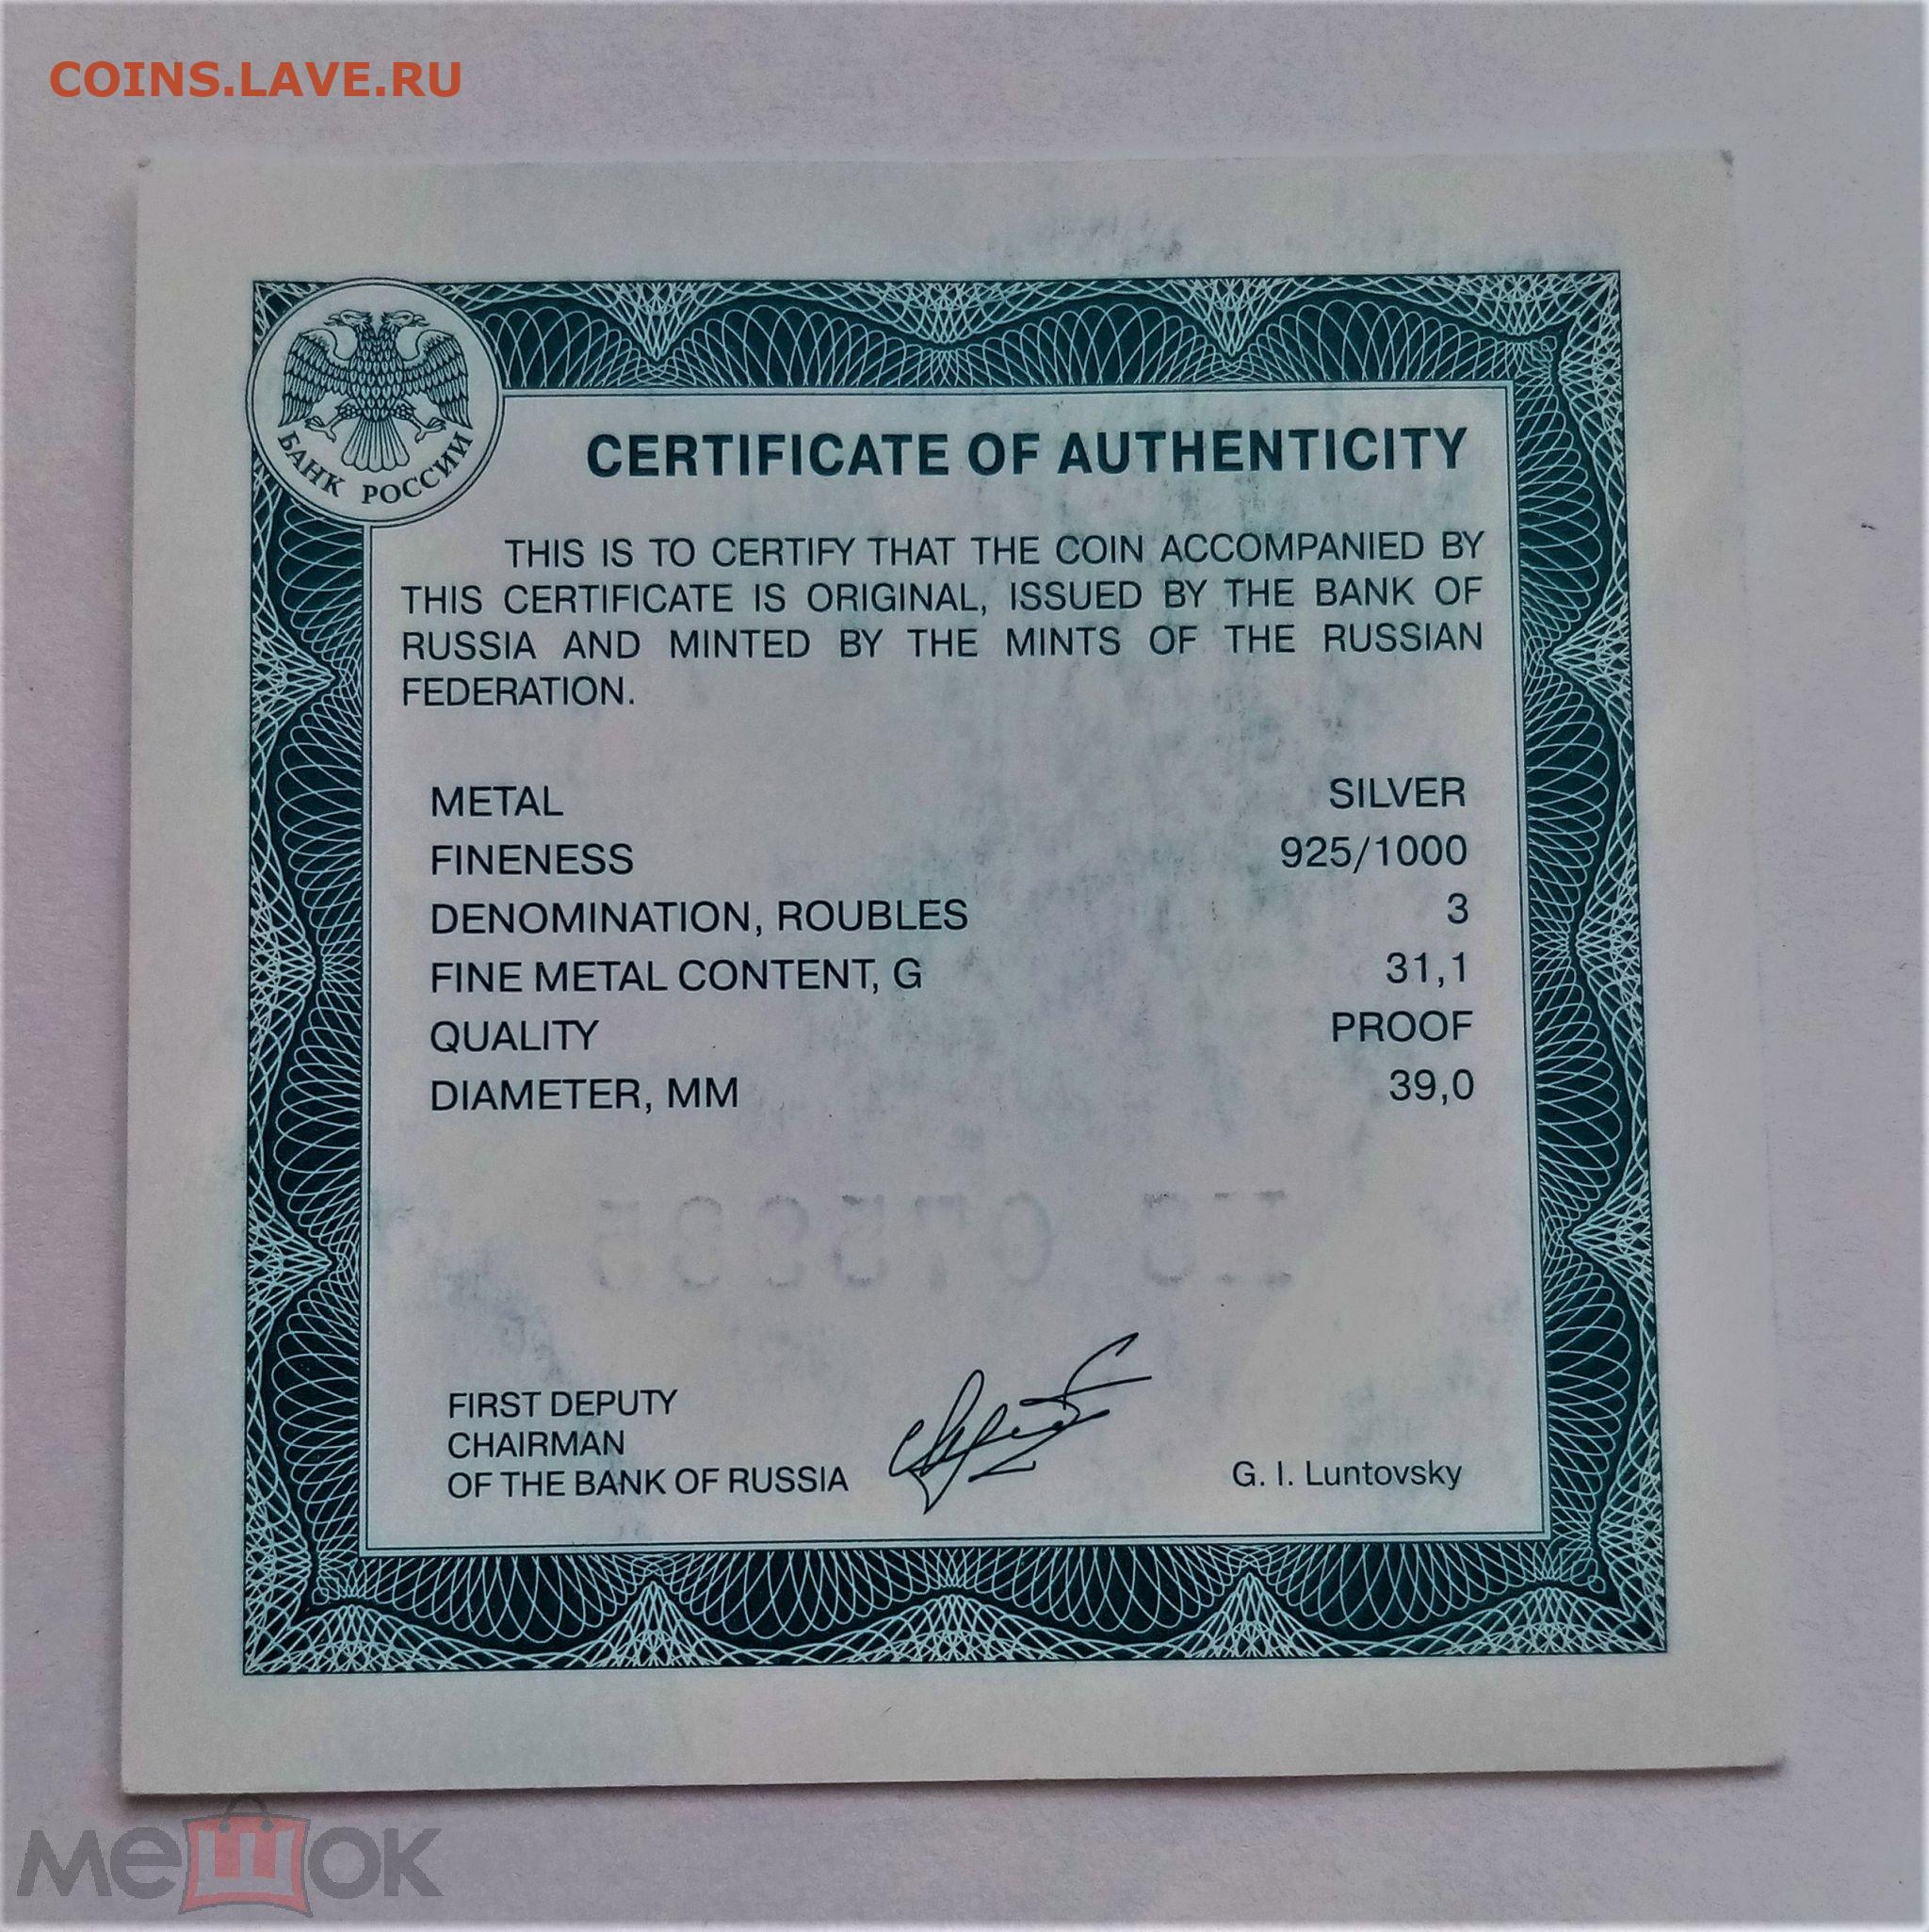 COINS.LAVE.RU
БАНК РОССИИ
CERTIFICATE OF AUTHENTICITY
THIS IS TO CERTIFY THAT THE COIN ACCOMPANIED BY
THIS CERTIFICATE IS ORIGINAL, ISSUED BY THE BANK OF
RUSSIA AND MINTED BY THE MINTS OF THE RUSSIAN
FEDERATION.
METAL SILVER
FINENESS 925/1000
DENOMINATION, ROUBLES 3
FINE METAL CONTENT, G 31,1
QUALITY PROOF
DIAMETER, MM 39,0
FIRST DEPUTY
CHAIRMAN
OF THE BANK OF RUSSIA G. I. Luntovsky
мешок